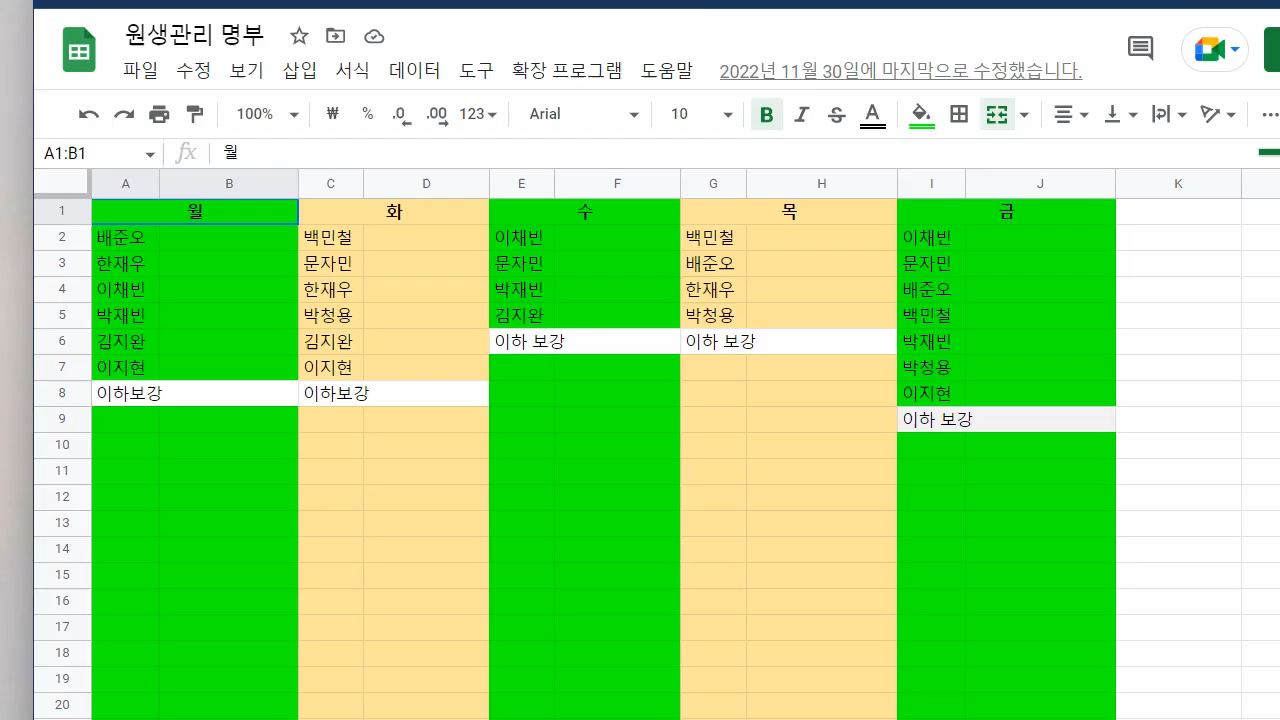 원생관리 명부
파일 수정 보기 삽입 서식 데이터 도구 확장 프로그램 도움말 2022년 11월 30일에 마지막으로 수정했습니다.
100% ₩ % .0 .00 123 Arial 10 B I S A
A1:B1 fx 월
A B C D E F G H I J K
1 월 화 수 목 금
2 배준오 백민철 이채빈 백민철 이채빈
3 한재우 문자민 문자민 배준오 문자민
4 이채빈 한재우 박재빈 한재우 배준오
5 박재빈 박청용 김지완 박청용 백민철
6 김지완 김지완 이하 보강 이하 보강 박재빈
7 이지현 이지현 박청용
8 이하보강 이하보강 이지현
9 이하 보강
10
11
12
13
14
15
16
17
18
19
20